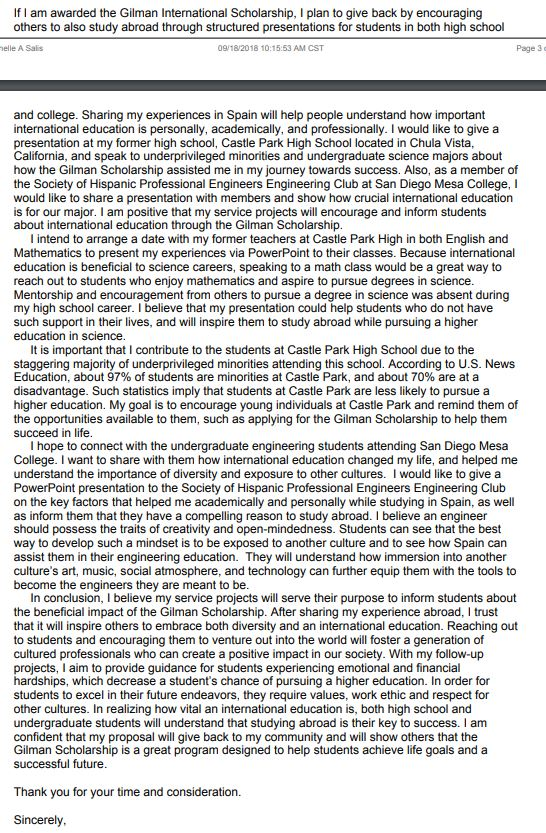 If I am awarded the Gilman International Scholarship, I plan to give back by encouraging
others to also study abroad through structured presentations for students in both high school
helle A Salis 09/18/2018 10:15:53 AM CST Page 3
and college. Sharing my experiences in Spain will help people understand how important
international education is personally, academically, and professionally. I would like to give a
presentation at my former high school, Castle Park High School located in Chula Vista,
California, and speak to underprivileged minorities and undergraduate science majors about
how the Gilman Scholarship assisted me in my journey towards success. Also, as a member of
the Society of Hispanic Professional Engineers Engineering Club at San Diego Mesa College, I
would like to share a presentation with members and show how crucial international education
is for our major. I am positive that my service projects will encourage and inform students
about international education through the Gilman Scholarship.
I intend to arrange a date with my former teachers at Castle Park High in both English and
Mathematics to present my experiences via PowerPoint to their classes. Because international
education is beneficial to science careers, speaking to a math class would be a great way to
reach out to students who enjoy mathematics and aspire to pursue degrees in science.
Mentorship and encouragement from others to pursue a degree in science was absent during
my high school career. I believe that my presentation could help students who do not have
such support in their lives, and will inspire them to study abroad while pursuing a higher
education in science.
It is important that I contribute to the students at Castle Park High School due to the
staggering majority of underprivileged minorities attending this school. According to U.S. News
Education, about 97% of students are minorities at Castle Park, and about 70% are at a
disadvantage. Such statistics imply that students at Castle Park are less likely to pursue a
higher education. My goal is to encourage young individuals at Castle Park and remind them of
the opportunities available to them, such as applying for the Gilman Scholarship to help them
succeed in life.
I hope to connect with the undergraduate engineering students attending San Diego Mesa
College. I want to share with them how international education changed my life, and helped me
understand the importance of diversity and exposure to other cultures. I would like to give a
PowerPoint presentation to the Society of Hispanic Professional Engineers Engineering Club
on the key factors that helped me academically and personally while studying in Spain, as well
as inform them that they have a compelling reason to study abroad. I believe an engineer
should possess the traits of creativity and open-mindedness. Students can see that the best
way to develop such a mindset is to be exposed to another culture and to see how Spain can
assist them in their engineering education. They will understand how immersion into another
culture's art, music, social atmosphere, and technology can further equip them with the tools to
become the engineers they are meant to be.
In conclusion, I believe my service projects will serve their purpose to inform students about
the beneficial impact of the Gilman Scholarship. After sharing my experience abroad, I trust
that it will inspire others to embrace both diversity and an international education. Reaching out
to students and encouraging them to venture out into the world will foster a generation of
cultured professionals who can create a positive impact in our society. With my follow-up
projects, I aim to provide guidance for students experiencing emotional and financial
hardships, which decrease a student's chance of pursuing a higher education. In order for
students to excel in their future endeavors, they require values, work ethic and respect for
other cultures. In realizing how vital an international education is, both high school and
undergraduate students will understand that studying abroad is their key to success. I am
confident that my proposal will give back to my community and will show others that the
Gilman Scholarship is a great program designed to help students achieve life goals and a
successful future.
Thank you for your time and consideration.
Sincerely,